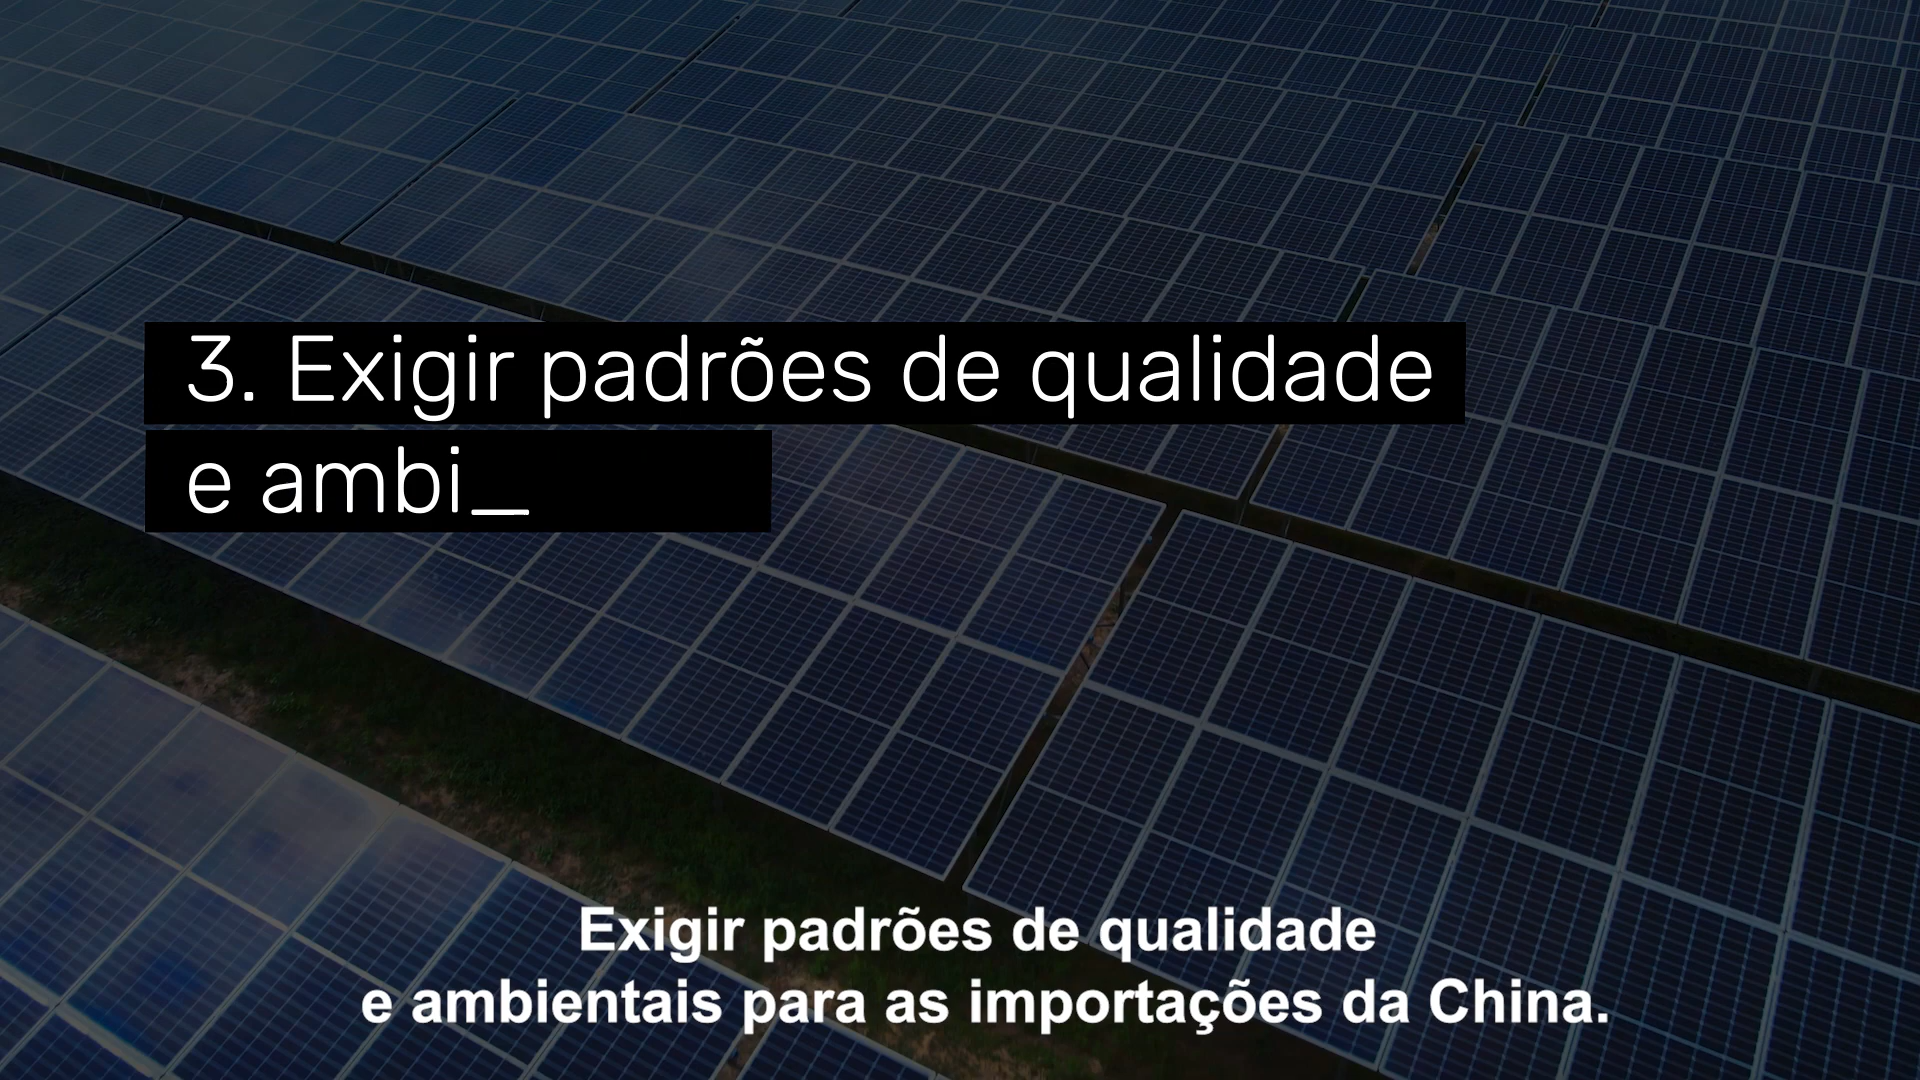 3. Exigir padrões de qualidade
e ambi_
Exigir padrões de qualidade
e ambientais para as importações da China.